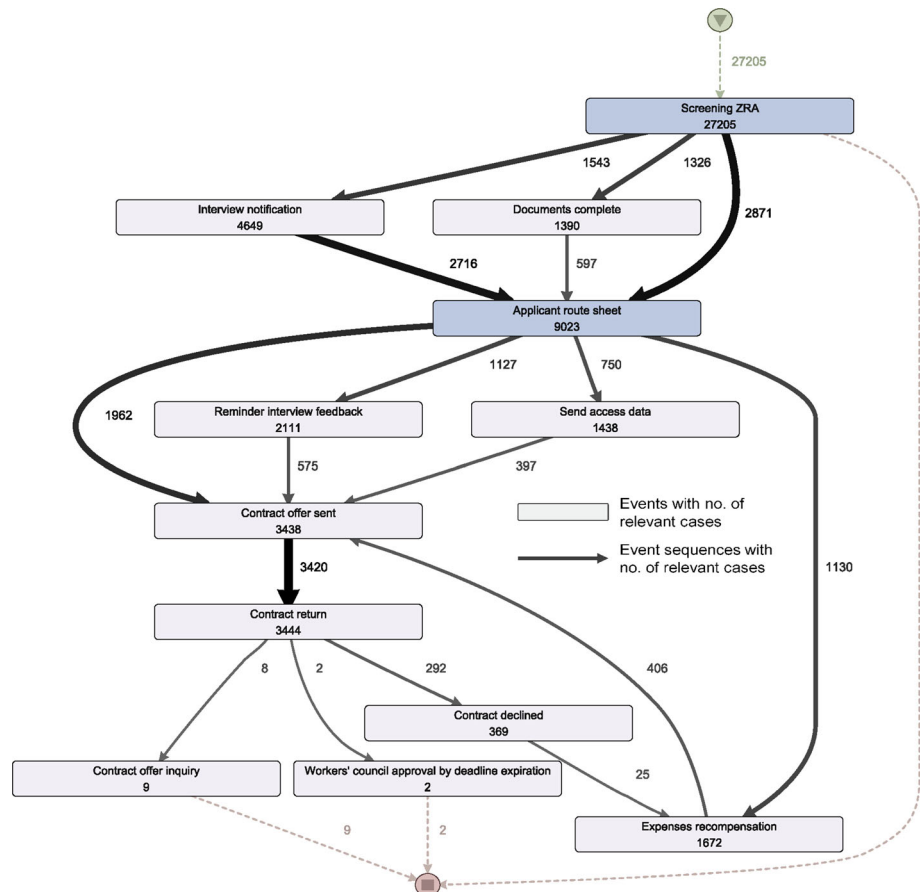 27205
Screening ZRA
27205
1543
1326
2871
Interview notification
4649
Documents complete
1390
2716
597
Applicant route sheet
9023
1962
1127
750
Reminder interview feedback
2111
Send access data
1438
575
397
Contract offer sent
3438
Events with no. of
relevant cases
Event sequences with
no. of relevant cases
3420
1130
Contract return
3444
8
2
292
406
Contract declined
369
Contract offer inquiry
9
Workers' council approval by deadline expiration
2
25
Expenses recompensation
1672
9
2